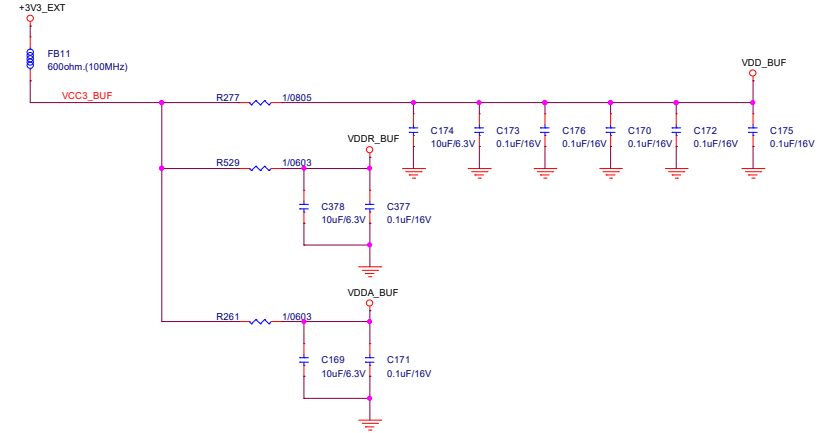 +3V3_EXT
FB11
600ohm.(100MHz)
VCC3_BUF
R277 1/0805
VDD_BUF
C174
10uF/6.3V
C173
0.1uF/16V
C176
0.1uF/16V
C170
0.1uF/16V
C172
0.1uF/16V
C175
0.1uF/16V
VDDR_BUF
R529 1/0603
C378
10uF/6.3V
C377
0.1uF/16V
VDDA_BUF
R261 1/0603
C169
10uF/6.3V
C171
0.1uF/16V